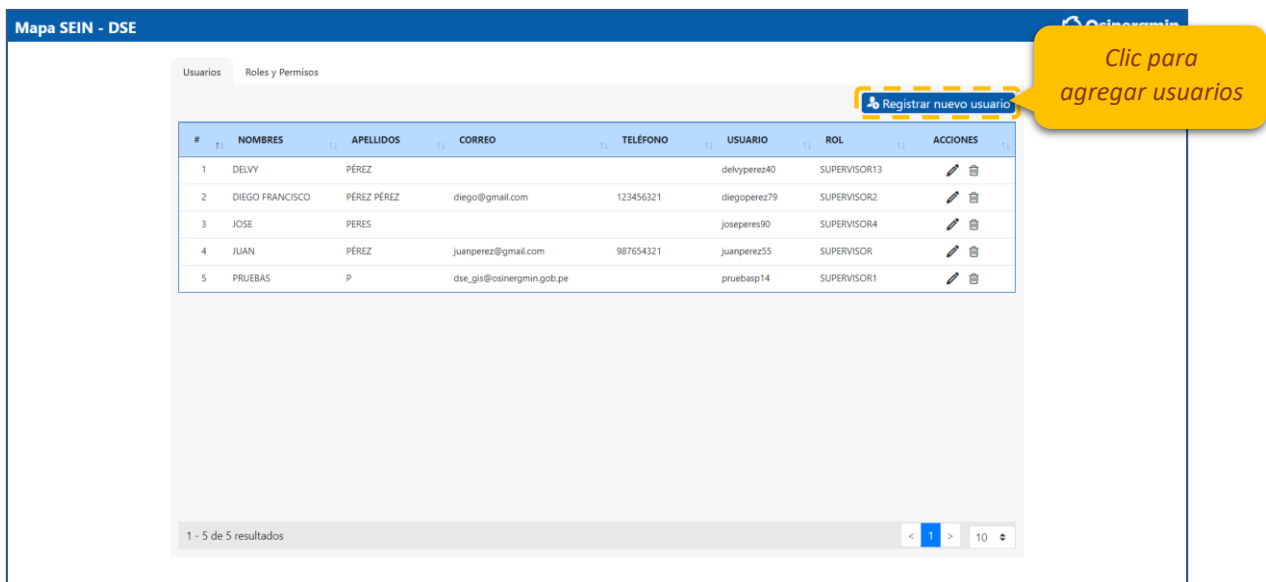 Mapa SEIN - DSE
Osinergmin
Clic para
agregar usuarios
Usuarios Roles y Permisos
Registrar nuevo usuario
# NOMBRES APELLIDOS CORREO TELÉFONO USUARIO ROL ACCIONES
1 DELVY PÉREZ delvyperez40 SUPERVISOR13
2 DIEGO FRANCISCO PÉREZ PÉREZ diego@gmail.com 123456321 diegoperez79 SUPERVISOR2
3 JOSE PERES joseperes90 SUPERVISOR4
4 JUAN PÉREZ juanperez@gmail.com 987654321 juanperez55 SUPERVISOR
5 PRUEBAS P dse_gis@osinergmin.gob.pe pruebasp14 SUPERVISOR1
1 - 5 de 5 resultados < 1 > 10